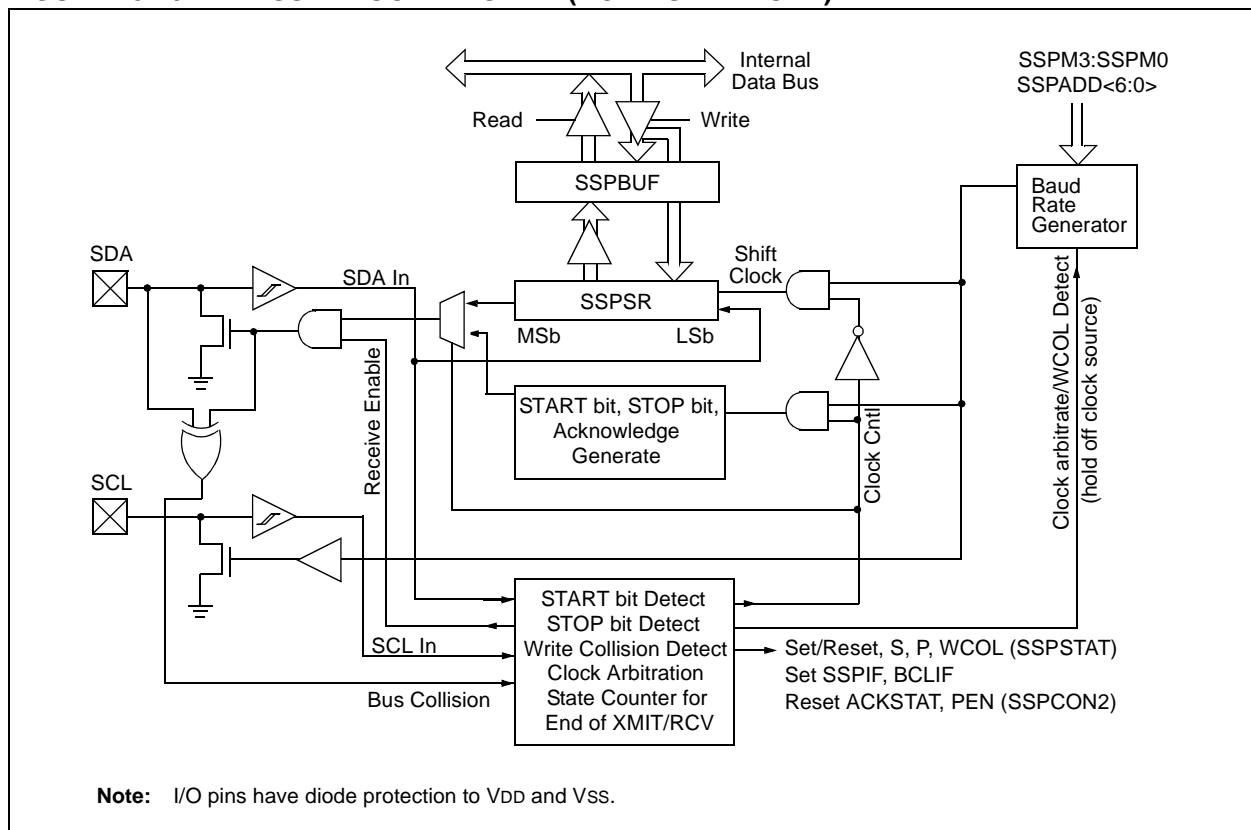 Internal
Data Bus
SSPM3:SSPM0
SSPADD<6:0>
Read
Write
SSPBUF
Baud
Rate
Generator
SDA
SDA In
Shift
Clock
SSPSR
MSb
LSb
Receive Enable
START bit, STOP bit,
Acknowledge
Generate
Clock Cntl
Clock arbitrate/WCOL Detect
(hold off clock source)
SCL
SCL In
Bus Collision
START bit Detect
STOP bit Detect
Write Collision Detect
Clock Arbitration
State Counter for
End of XMIT/RCV
Set/Reset, S, P, WCOL (SSPSTAT)
Set SSPIF, BCLIF
Reset ACKSTAT, PEN (SSPCON2)
Note: I/O pins have diode protection to VDD and VSS.